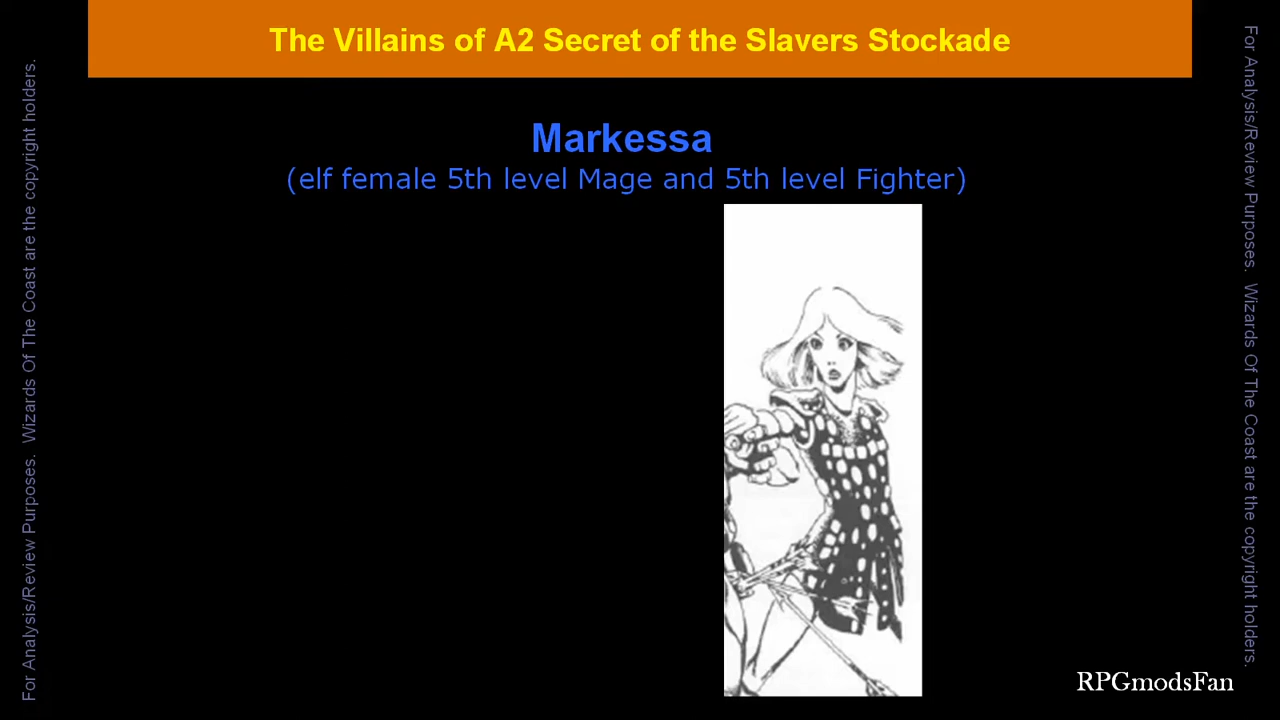 The Villains of A2 Secret of the Slavers Stockade
Markessa
(elf female 5th level Mage and 5th level Fighter)
For Analysis/Review Purposes. Wizards Of The Coast are the copyright holders.
For Analysis/Review Purposes. Wizards Of The Coast are the copyright holders.
RPGmodsFan